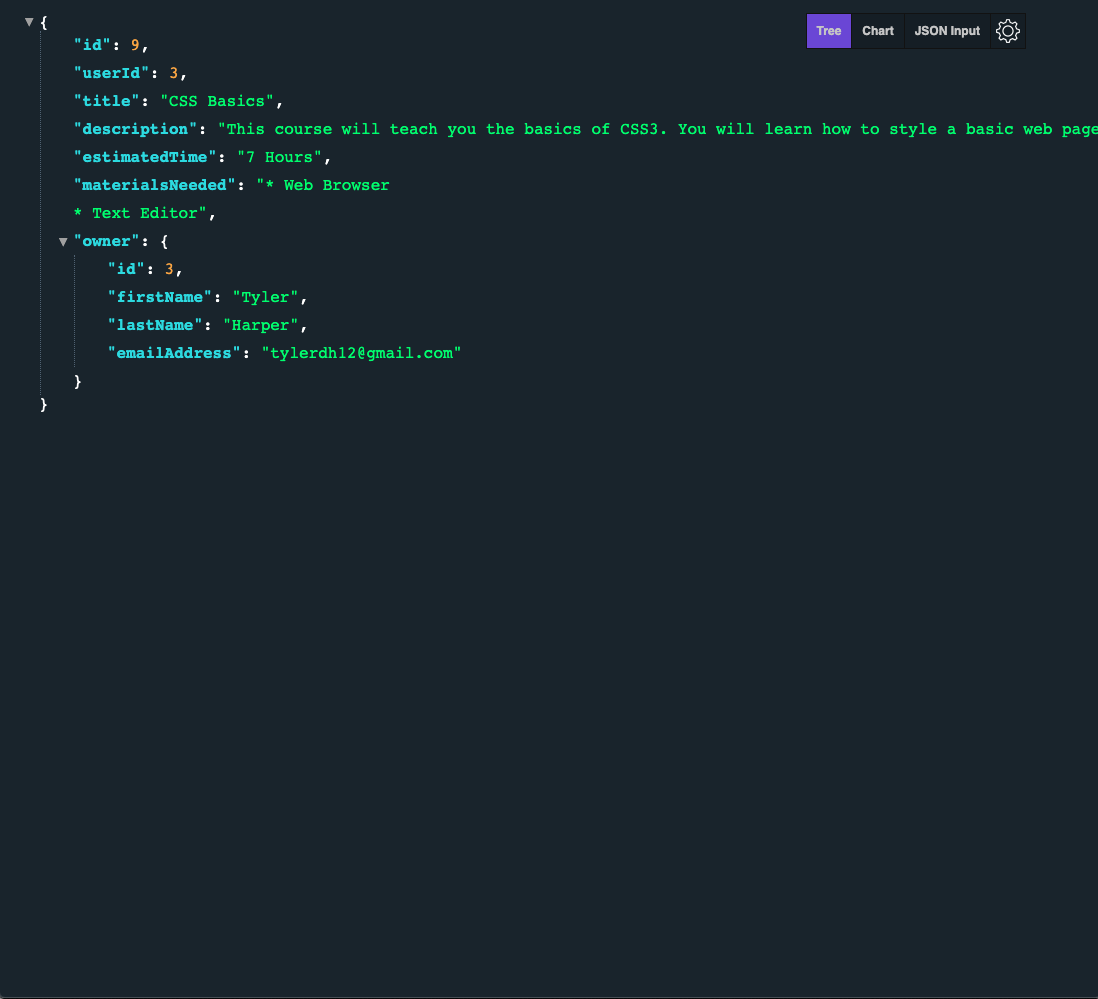 {
Tree Chart JSON Input
"id": 9,
"userId": 3,
"title": "CSS Basics",
"description": "This course will teach you the basics of CSS3. You will learn how to style a basic web page
"estimatedTime": "7 Hours",
"materialsNeeded": "* Web Browser
* Text Editor",
"owner": {
"id": 3,
"firstName": "Tyler",
"lastName": "Harper",
"emailAddress": "tylerdh12@gmail.com"
}
}